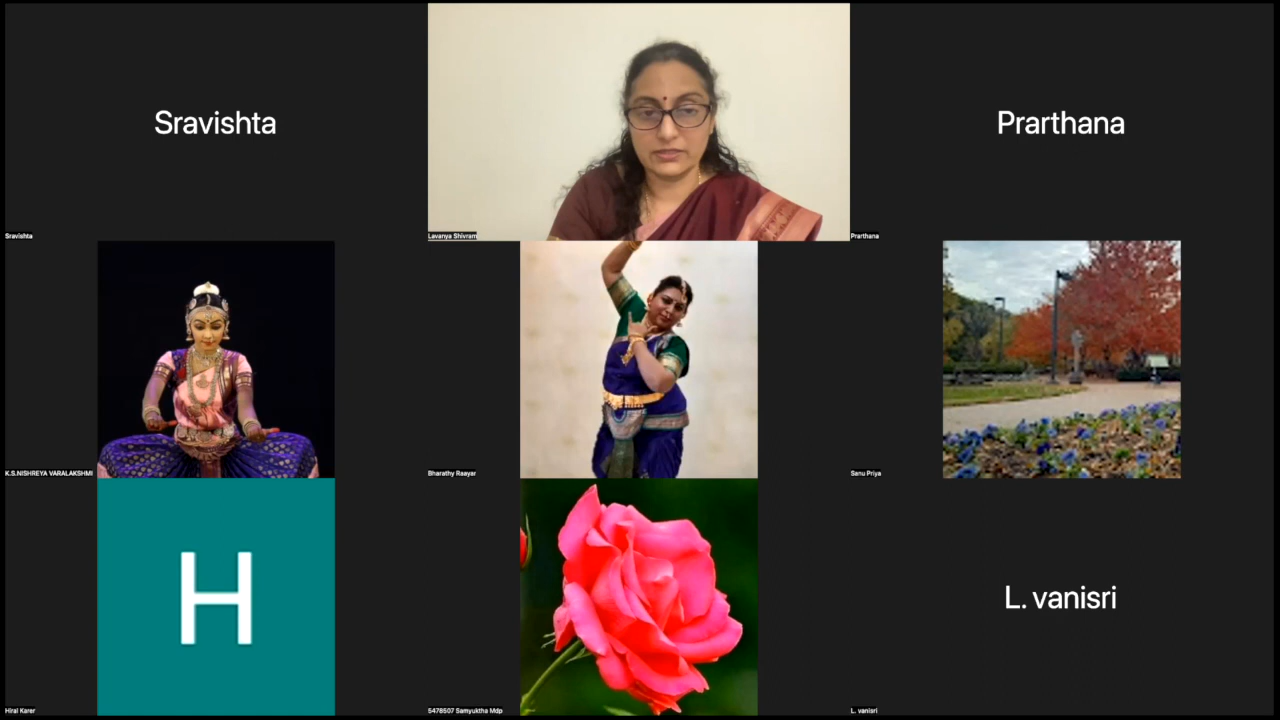 Sravishta
Prarthana
Sravishta
Lavanya Shivram
Prarthana
K.S.NISHREYA VARALAKSHMI
Bharathy Raayar
Sanu Priya
H
L. vanisri
Hiral Karer
5478507 Samyuktha Mdp
L. vanisri